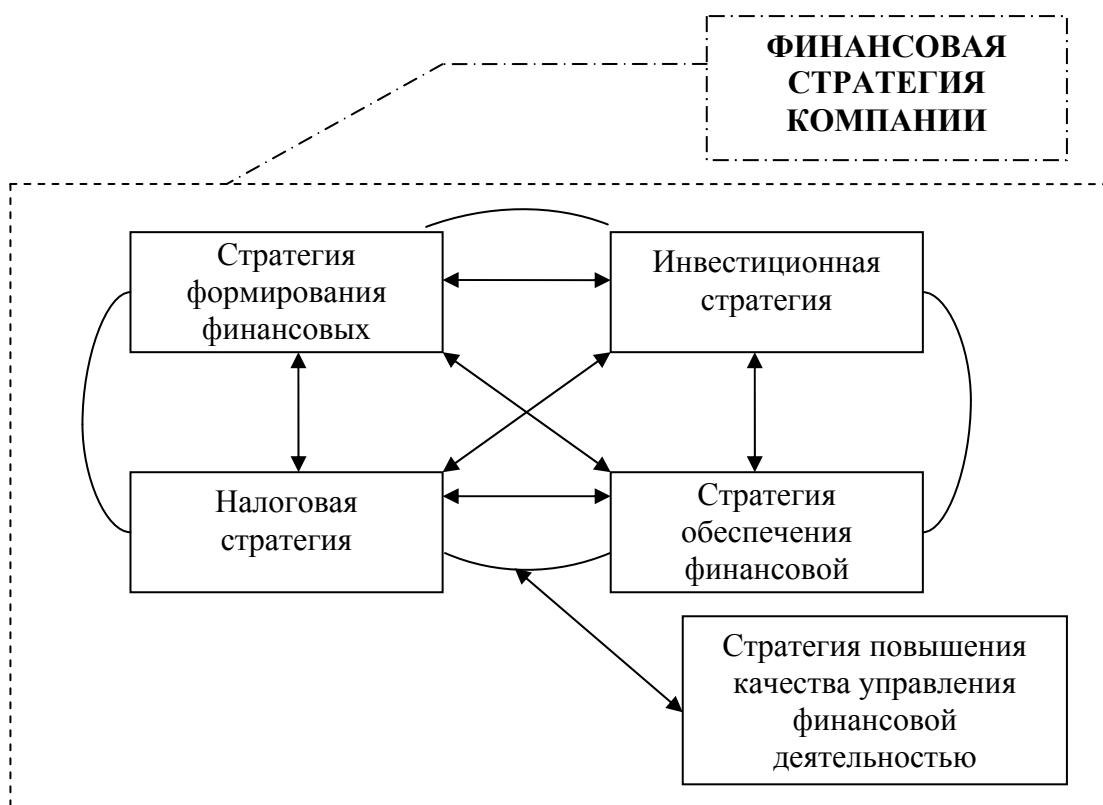 ФИНАНСОВАЯ
СТРАТЕГИЯ
КОМПАНИИ
Стратегия
формирования
финансовых
Инвестиционная
стратегия
Налоговая
стратегия
Стратегия
обеспечения
финансовой
Стратегия повышения
качества управления
финансовой
деятельностью